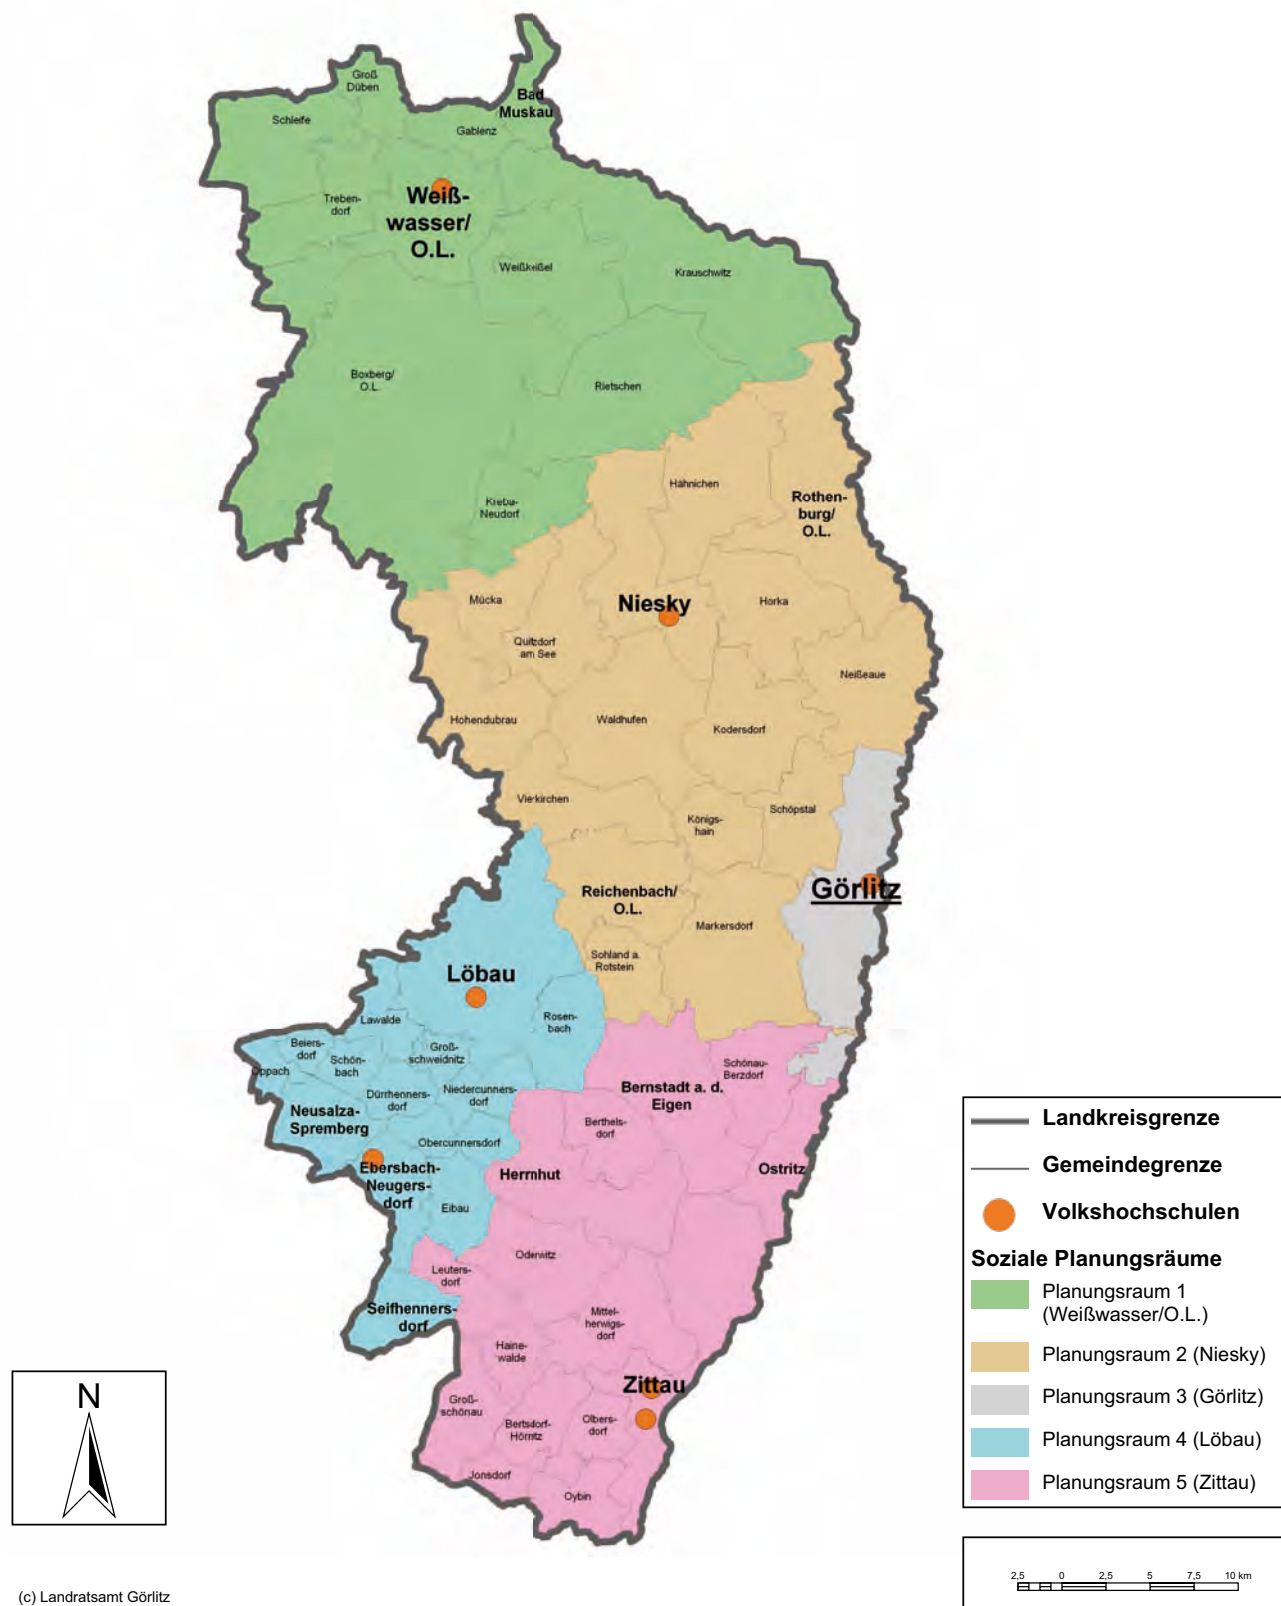 Groß
Düben
Bad
Muskau
Schleife
Gablenz
Treben-
dorf
Weiß-
wasser/
O.L.
Weißkeißel
Krauschwitz
Boxberg/
O.L.
Rietschen
Hähnichen
Kreba-
Neudorf
Rothen-
burg/
O.L.
Mücka
Niesky
Horka
Quitzdorf
am See
Neißeaue
Hohendubrau
Waldhufen
Kodersdorf
Vierkirchen
Königs-
hain
Schöpstal
Reichenbach/
O.L.
Görlitz
Markersdorf
Sohland a.
Rotstein
Löbau
Rosen-
bach
Lawalde
Beiers-
dorf
Schön-
bach
Groß-
schweidnitz
Oppach
Dürrhenners-
dorf
Niedercunners-
dorf
Schönau-
Berzdorf
Bernstadt a. d.
Eigen
Neusalza-
Spremberg
Berthels-
dorf
Obercunnersdorf
Ebersbach-
Neugers-
dorf
Herrnhut
Ostritz
Eibau
Oderwitz
Leuters-
dorf
Seifhenners-
dorf
Mittel-
herwigs-
dorf
Haine-
walde
Zittau
Groß-
schönau
Bertsdorf-
Hörnitz
Olbers-
dorf
Jonsdorf
Oybin
Landkreisgrenze
Gemeindegrenze
Volkshochschulen
Soziale Planungsräume
Planungsraum 1
(Weißwasser/O.L.)
Planungsraum 2 (Niesky)
Planungsraum 3 (Görlitz)
Planungsraum 4 (Löbau)
Planungsraum 5 (Zittau)
N
2,5 0 2,5 5 7,5 10 km
(c) Landratsamt Görlitz